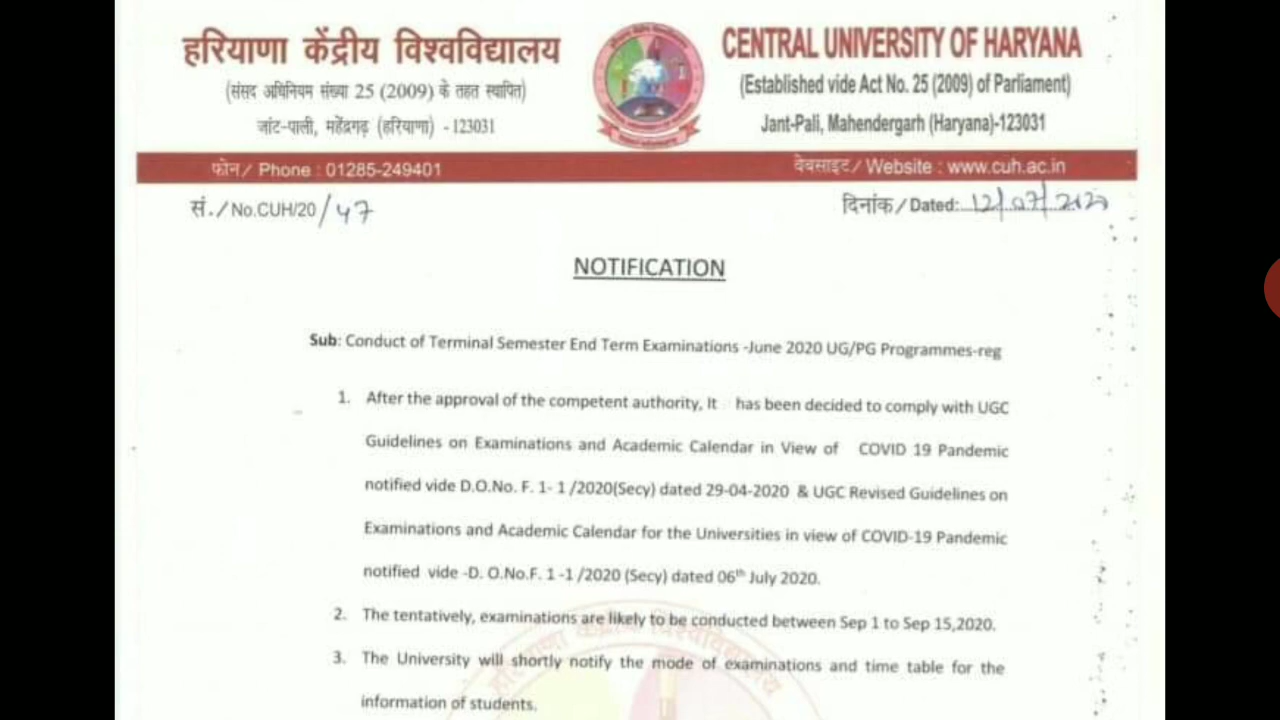 हरियाणा केंद्रीय विश्वविद्यालय
(संसद अधिनियम संख्या 25 (2009) के तहत स्थापित)
जांट-पाली, महेंद्रगढ़ (हरियाणा) - 123031
CENTRAL UNIVERSITY OF HARYANA
(Established vide Act No. 25 (2009) of Parliament)
Jant-Pali, Mahendergarh (Haryana)-123031
फोन/ Phone : 01285-249401
वेबसाइट/ Website : www.cuh.ac.in
सं./No.CUH/20/47
दिनांक/Dated: 12/07/2020
NOTIFICATION
Sub: Conduct of Terminal Semester End Term Examinations -June 2020 UG/PG Programmes-reg
1. After the approval of the competent authority, It has been decided to comply with UGC
Guidelines on Examinations and Academic Calendar in View of COVID 19 Pandemic
notified vide D.O.No. F. 1- 1 /2020(Secy) dated 29-04-2020 & UGC Revised Guidelines on
Examinations and Academic Calendar for the Universities in view of COVID-19 Pandemic
notified vide -D. O.No.F. 1 -1 /2020 (Secy) dated 06th July 2020.
2. The tentatively, examinations are likely to be conducted between Sep 1 to Sep 15,2020.
3. The University will shortly notify the mode of examinations and time table for the
information of students.
हरियाणा केंद्रीय विश्वविद्यालय